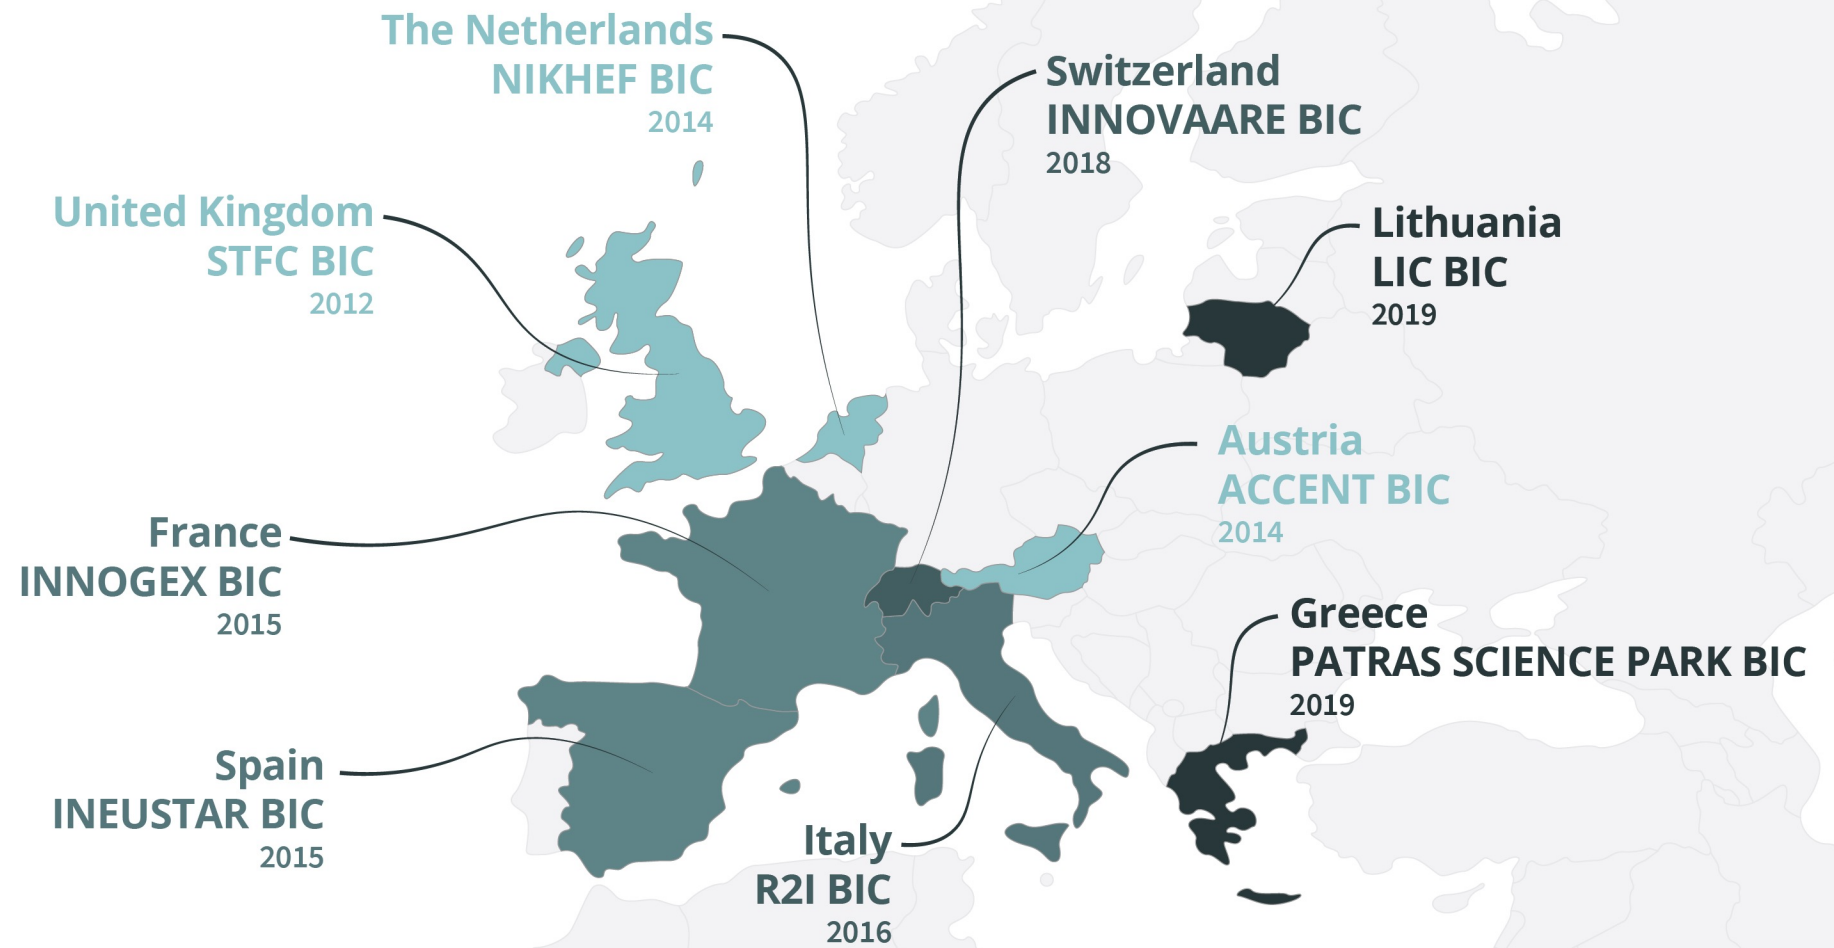 The Netherlands
NIKHEF BIC
2014
Switzerland
INNOVAARE BIC
2018
United Kingdom
STFC BIC
2012
Lithuania
LIC BIC
2019
Austria
ACCENT BIC
2014
France
INNOGEX BIC
2015
Greece
PATRAS SCIENCE PARK BIC
2019
Spain
INEUSTAR BIC
2015
Italy
R2I BIC
2016